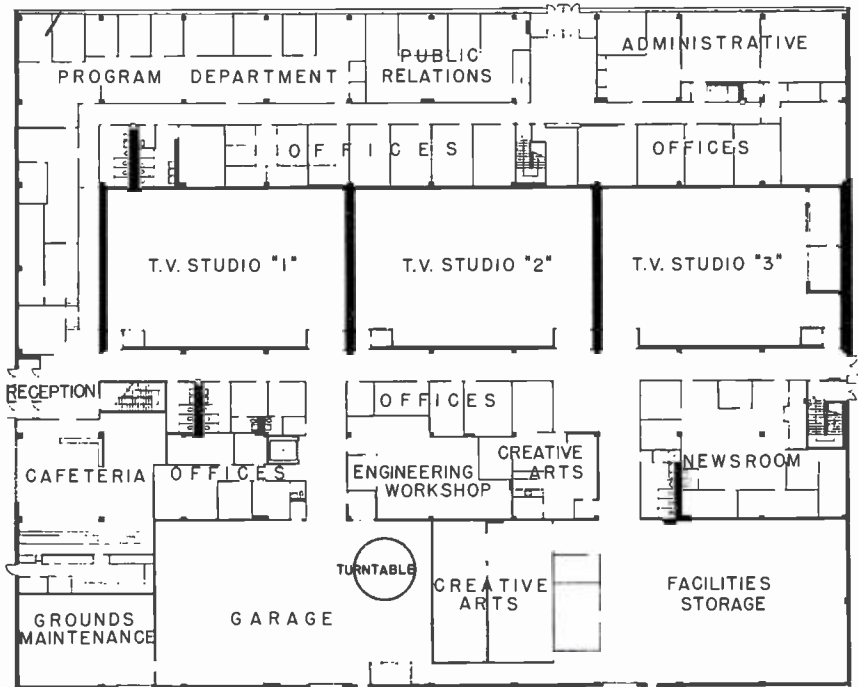 PROGRAM DEPARTMENT
PUBLIC
RELATIONS
ADMINISTRATIVE
OFFICES
OFFICES
T.V. STUDIO "1"
T.V. STUDIO "2"
T.V. STUDIO "3"
RECEPTION
OFFICES
CAFETERIA
OFFICES
ENGINEERING
WORKSHOP
CREATIVE
ARTS
NEWSROOM
TURNTABLE
GROUNDS
MAINTENANCE
GARAGE
CREATIVE
ARTS
FACILITIES
STORAGE